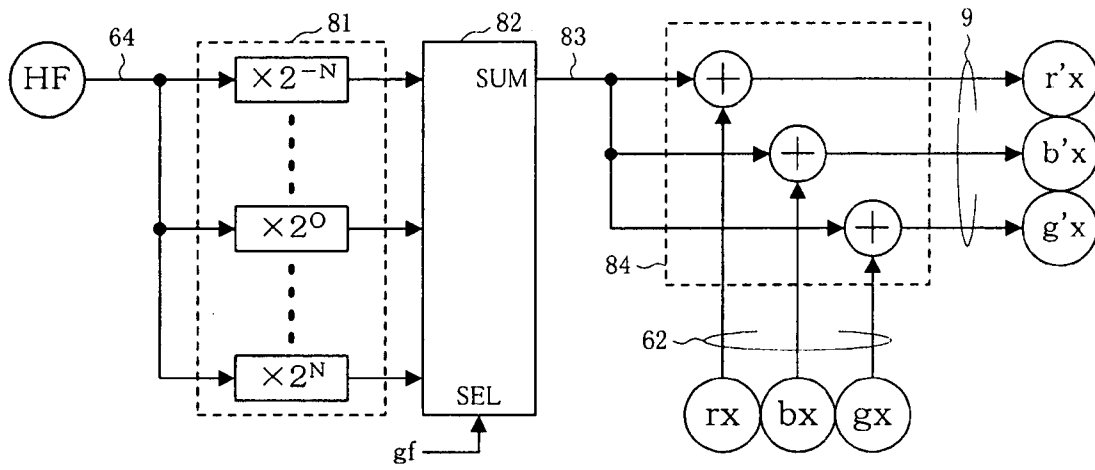 81
82
9
64
83
HF
×2⁻ᴺ
SUM
+
r'x
+
b'x
×2⁰
+
g'x
84
62
×2ᴺ
SEL
rx
bx
gx
gf